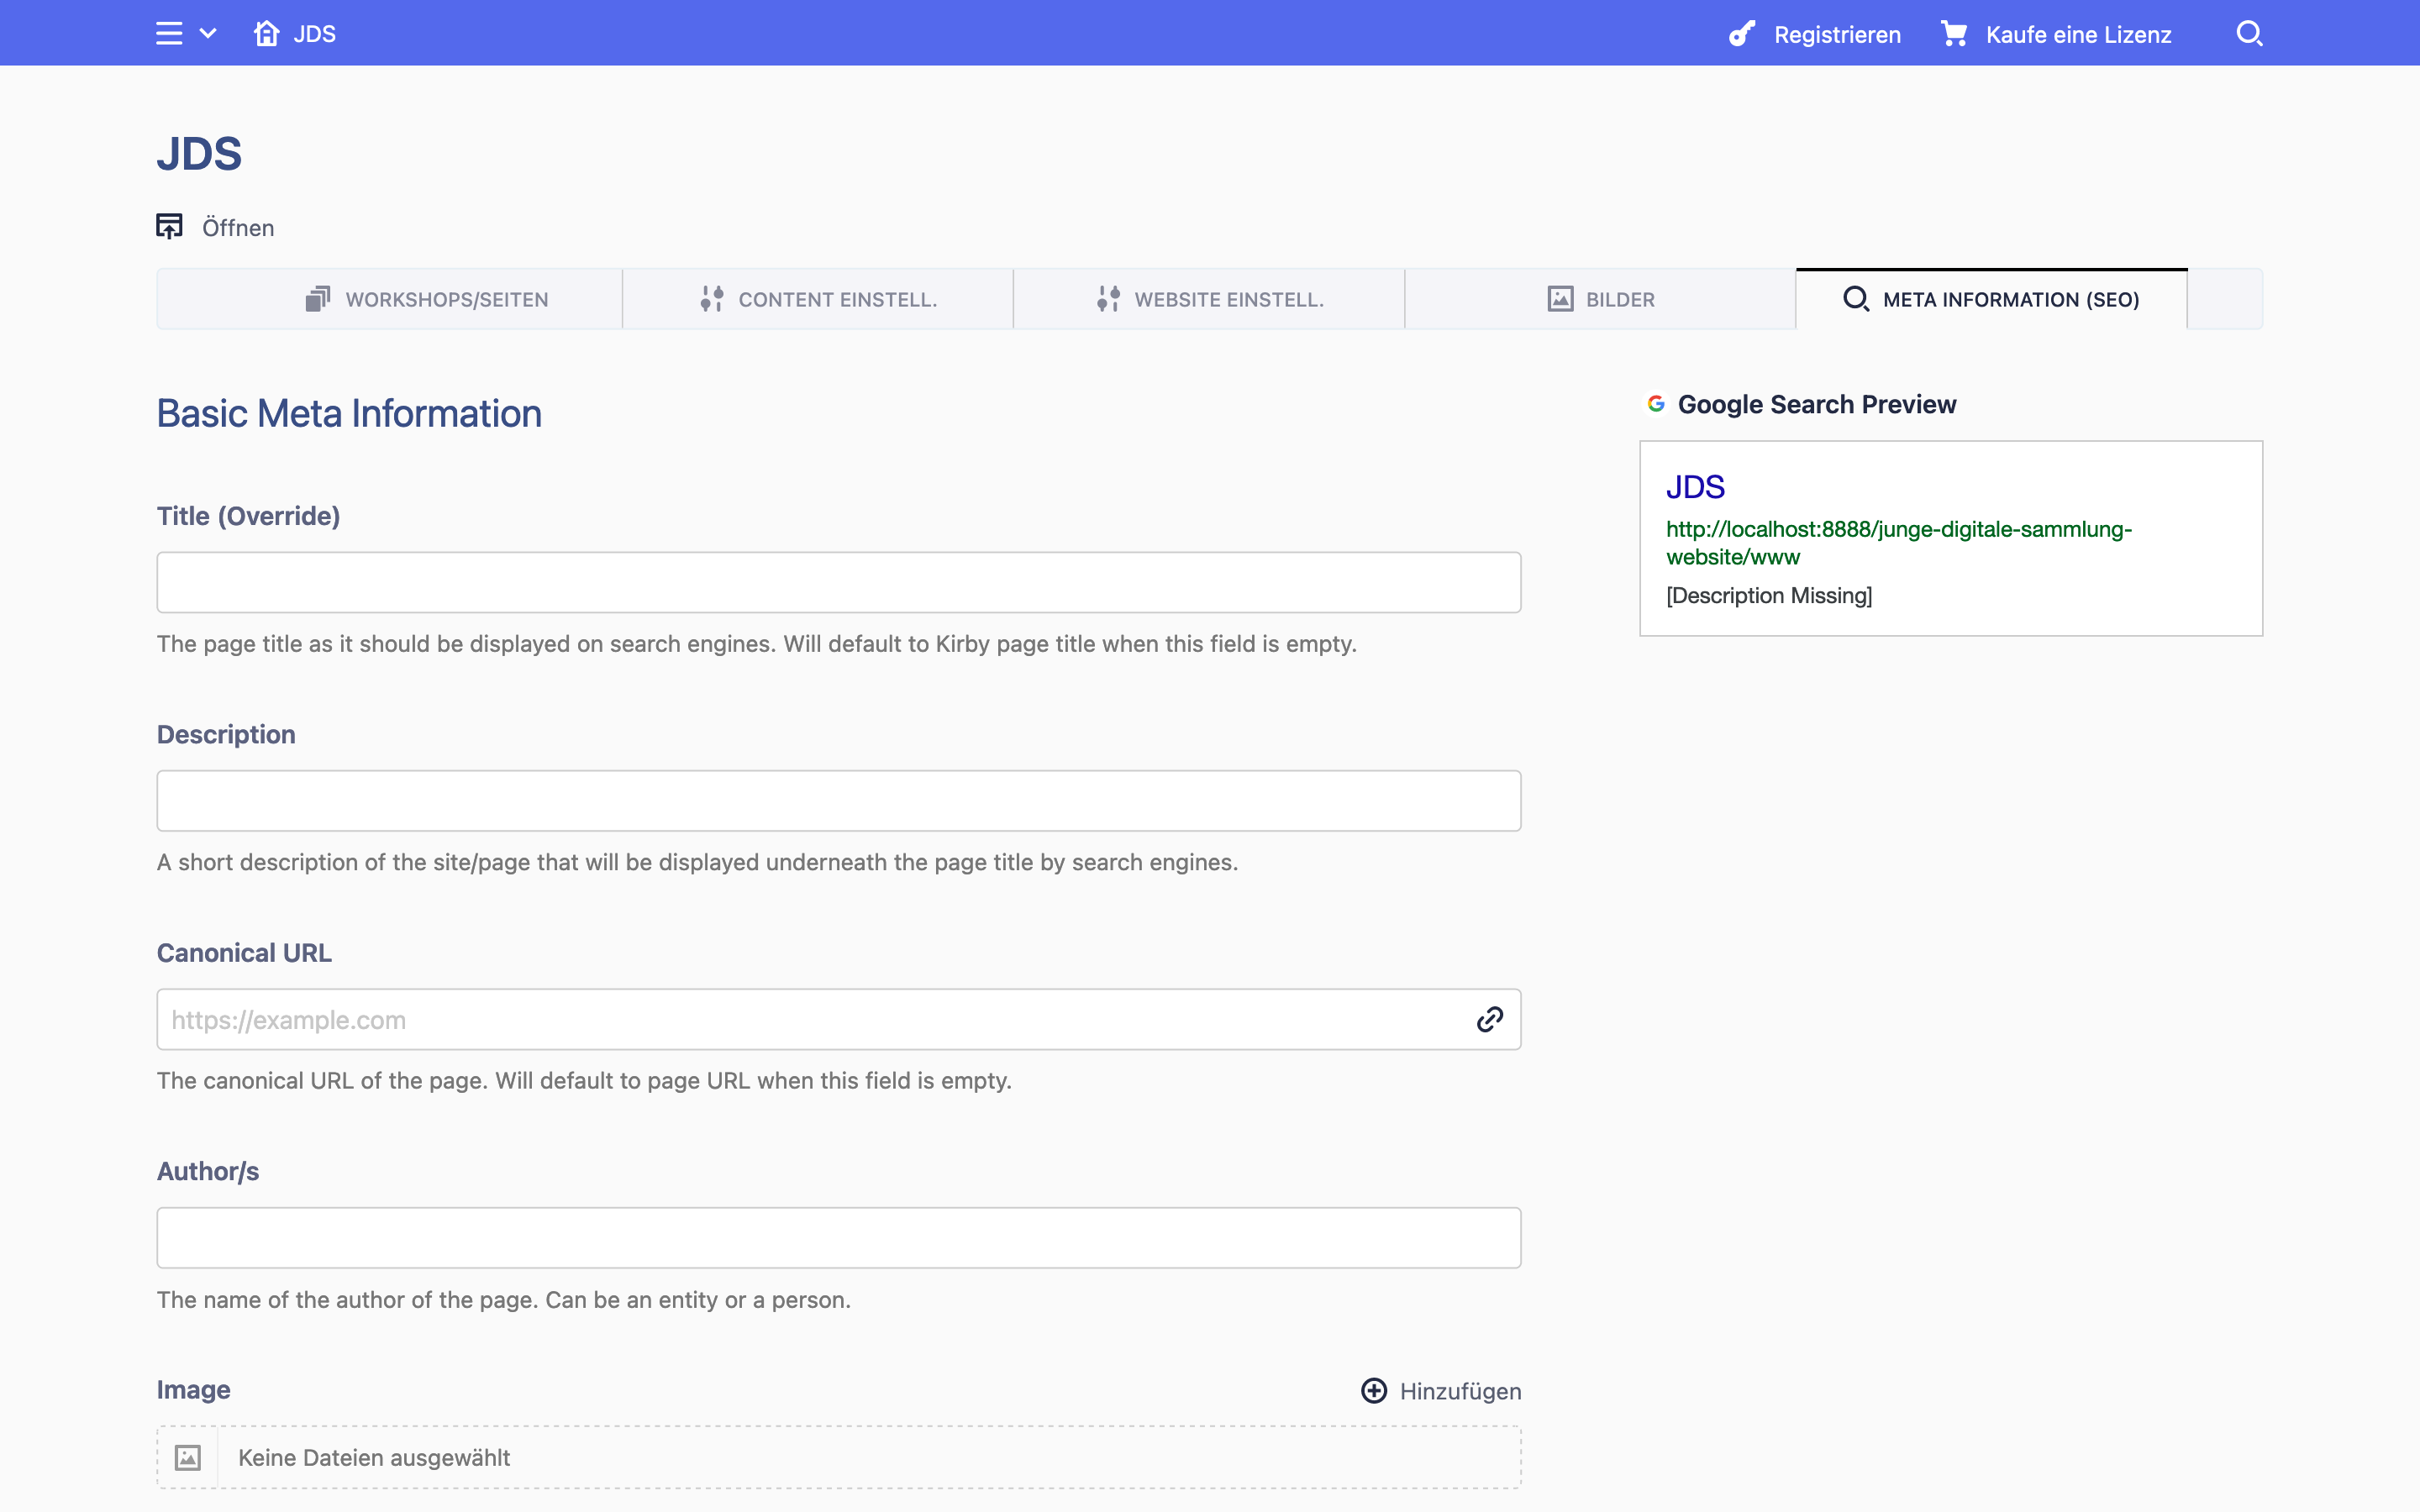 JDS
Registrieren
Kaufe eine Lizenz
JDS
Öffnen
WORKSHOPS/SEITEN
CONTENT EINSTELL.
WEBSITE EINSTELL.
BILDER
META INFORMATION (SEO)
Basic Meta Information
Title (Override)
The page title as it should be displayed on search engines. Will default to Kirby page title when this field is empty.
Description
A short description of the site/page that will be displayed underneath the page title by search engines.
Canonical URL
https://example.com
The canonical URL of the page. Will default to page URL when this field is empty.
Author/s
The name of the author of the page. Can be an entity or a person.
Image
Hinzufügen
Keine Dateien ausgewählt
Google Search Preview
JDS
http://localhost:8888/junge-digitale-sammlung-
website/www
[Description Missing]